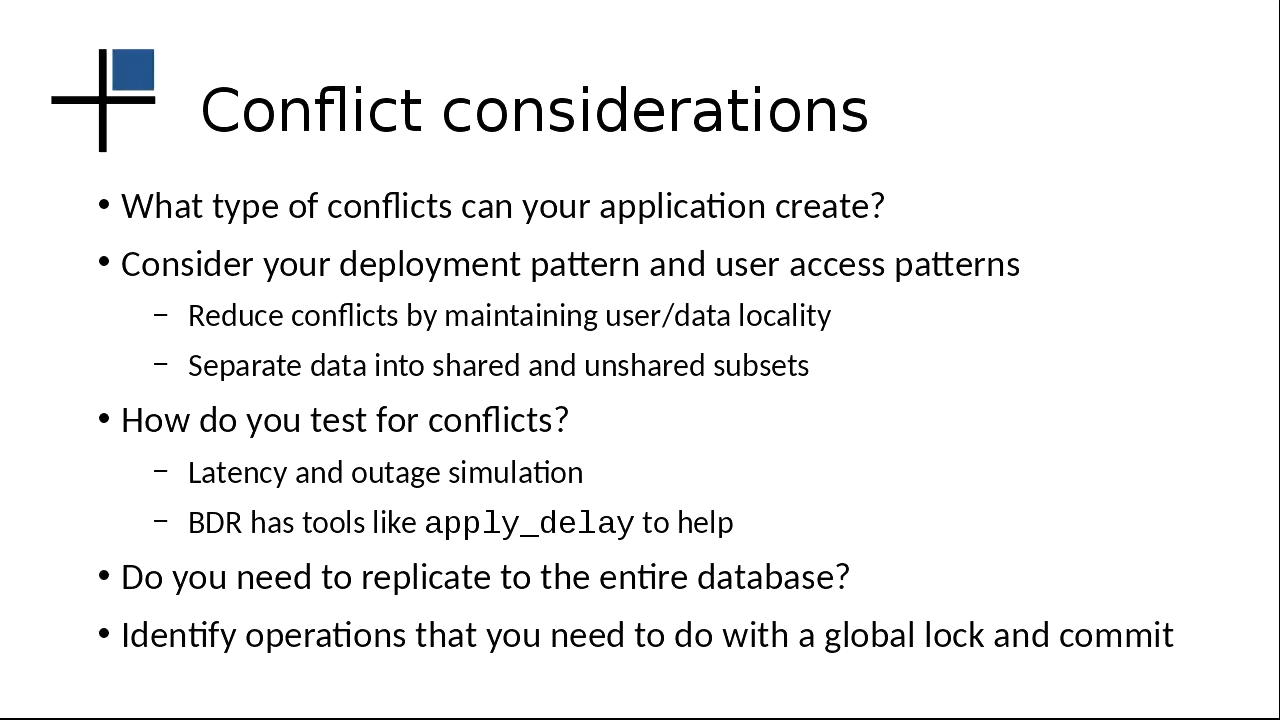 Conflict considerations
• What type of conflicts can your application create?
• Consider your deployment pattern and user access patterns
– Reduce conflicts by maintaining user/data locality
– Separate data into shared and unshared subsets
• How do you test for conflicts?
– Latency and outage simulation
– BDR has tools like apply_delay to help
• Do you need to replicate to the entire database?
• Identify operations that you need to do with a global lock and commit